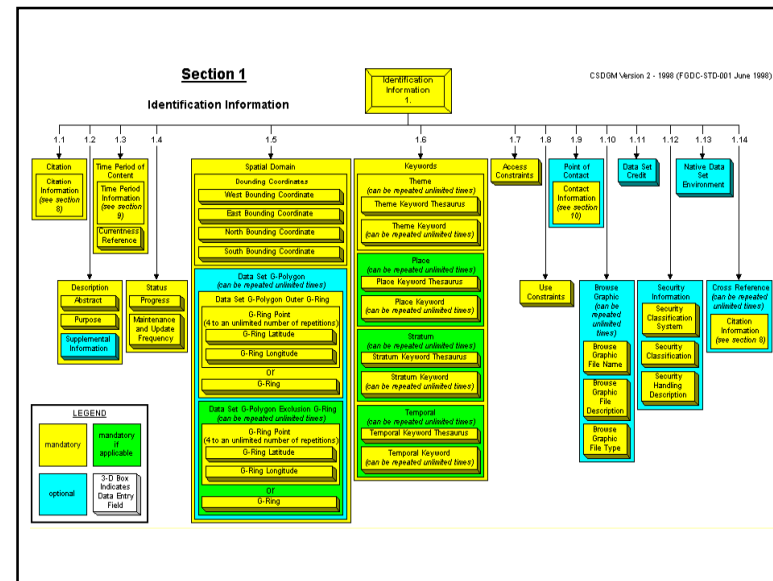 Section 1
Identification Information
Identification
Information
1.
CSDGM Version 2 - 1998 (FGDC-STD-001 June 1998)
1.1
1.2
1.3
1.4
1.5
1.6
1.7
1.8
1.9
1.10
1.11
1.12
1.13
1.14
Citation
Citation
Information
(see section
8)
Time Period of
Content
Time Period
Information
(see section
9)
Currentness
Reference
Description
Abstract
Purpose
Supplemental
Information
Status
Progress
Maintenance
and Update
Frequency
Spatial Domain
Bounding Coordinates
West Bounding Coordinate
East Bounding Coordinate
North Bounding Coordinate
South Bounding Coordinate
Data Set G-Polygon
(can be repeated unlimited times)
Data Set G-Polygon Outer G-Ring
G-Ring Point
(4 to an unlimited number of repetitions)
G-Ring Latitude
G-Ring Longitude
Or
G-Ring
Data Set G-Polygon Exclusion G-Ring
(can be repeated unlimited times)
G-Ring Point
(4 to an unlimited number of repetitions)
G-Ring Latitude
G-Ring Longitude
Or
G-Ring
Keywords
Theme
(can be repeated unlimited times)
Theme Keyword Thesaurus
Theme Keyword
(can be repeated unlimited times)
Place
(can be repeated unlimited times)
Place Keyword Thesaurus
Place Keyword
(can be repeated unlimited times)
Stratum
(can be repeated unlimited times)
Stratum Keyword Thesaurus
Stratum Keyword
(can be repeated unlimited times)
Temporal
(can be repeated unlimited times)
Temporal Keyword Thesaurus
Temporal Keyword
(can be repeated unlimited times)
Access
Constraints
Use
Constraints
Point of
Contact
Contact
Information
(see section
10)
Browse
Graphic
(can be
repeated
unlimited
times)
Browse
Graphic
File Name
Browse
Graphic
File
Description
Browse
Graphic
File Type
Data Set
Credit
Security
Information
Security
Classification
System
Security
Classification
Security
Handling
Description
Native Data
Set
Environment
Cross Reference
(can be repeated
unlimited
times)
Citation
Information
(see section 8)
LEGEND
mandatory
mandatory
if
applicable
optional
3-D Box
Indicates
Data Entry
Field